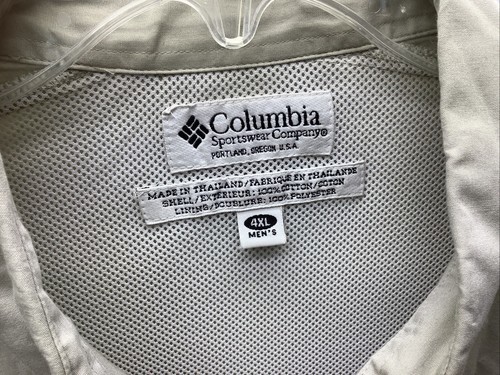 Columbia
Sportswear Company®
PORTLAND, OREGON U.S.A.
MADE IN THAILAND/FABRIQUÉ EN THAILANDE
SHELL/EXTÉRIEUR: 100% COTTON/COTON
LINING/DOUBLURE: 100% POLYESTER
4XL
MEN'S